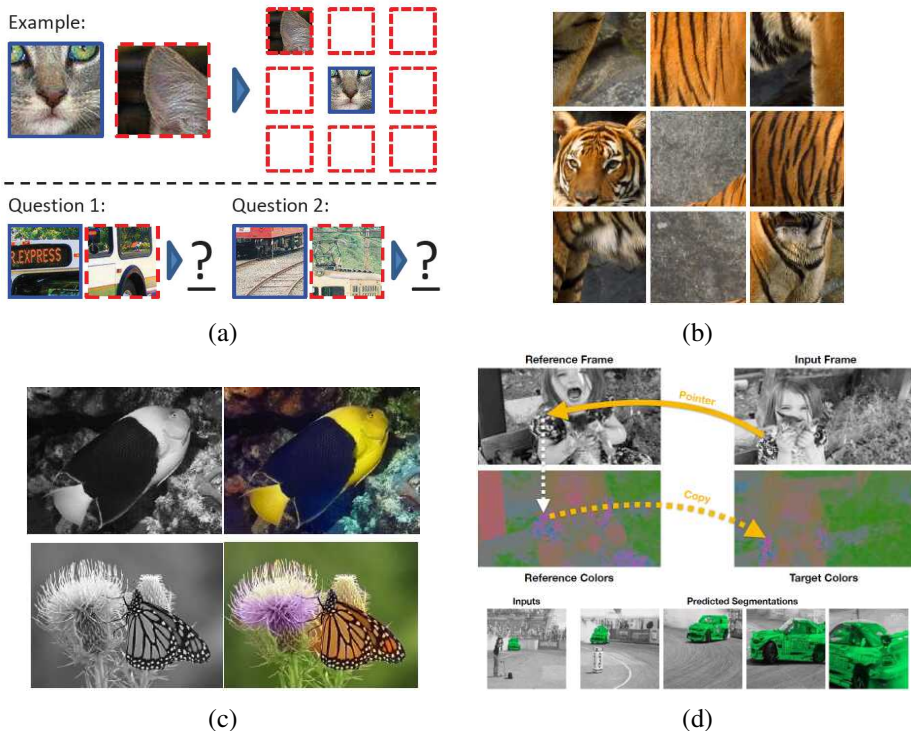 Example:
Question 1:
Question 2:
R.EXPRESS
?
?
(a)
(b)
(c)
Reference Frame
Input Frame
Pointer
Copy
Reference Colors
Target Colors
Inputs
Predicted Segmentations
(d)